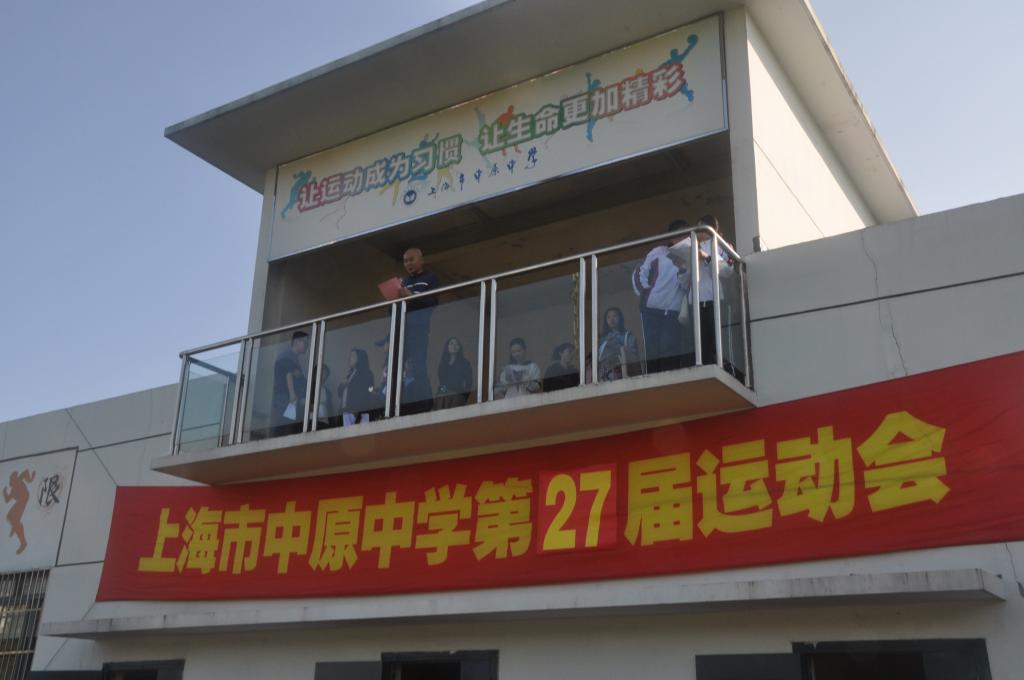 让运动成为习惯 让生命更加精彩
上海市中原中学
限
上海市中原中学第27届运动会